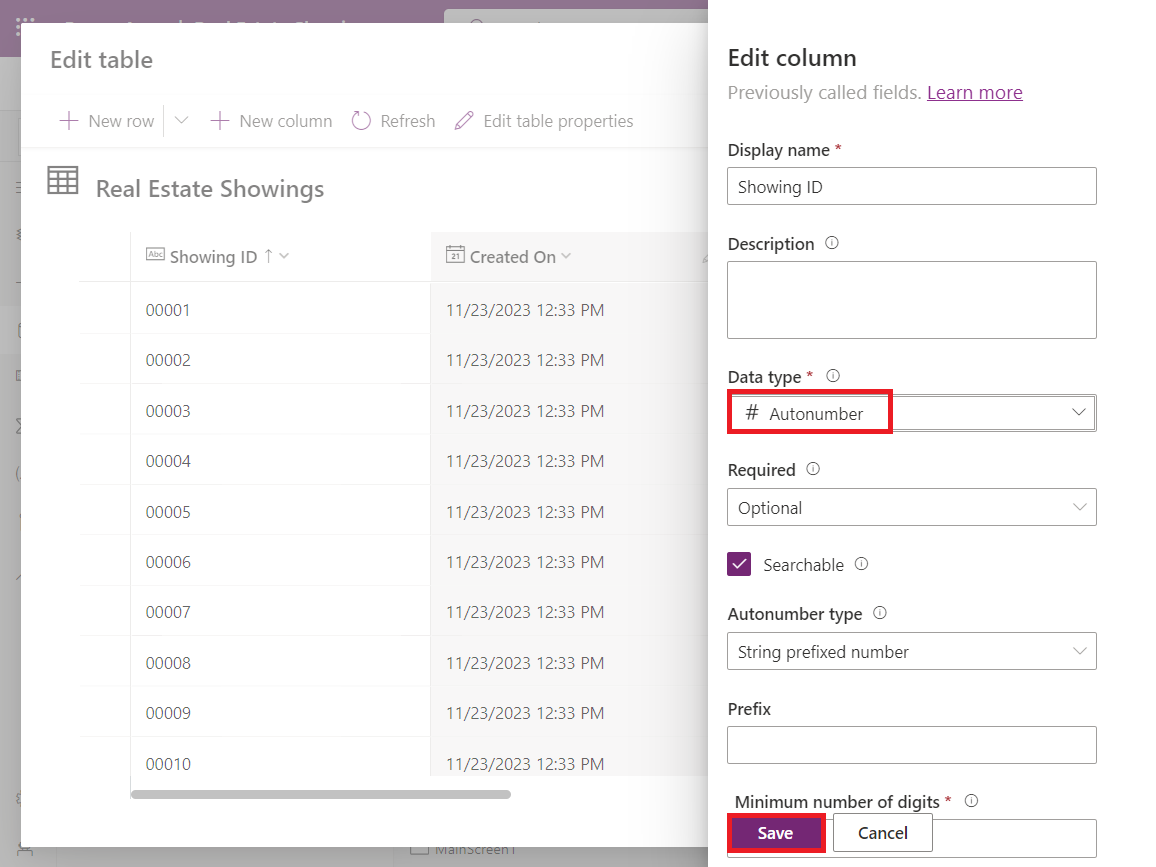 Edit table
New row
New column
Refresh
Edit table properties
Real Estate Showings
Abc Showing ID
21 Created On
00001 11/23/2023 12:33 PM
00002 11/23/2023 12:33 PM
00003 11/23/2023 12:33 PM
00004 11/23/2023 12:33 PM
00005 11/23/2023 12:33 PM
00006 11/23/2023 12:33 PM
00007 11/23/2023 12:33 PM
00008 11/23/2023 12:33 PM
00009 11/23/2023 12:33 PM
00010 11/23/2023 12:33 PM
MainScreen1
Edit column
Previously called fields. Learn more
Display name *
Showing ID
Description
Data type *
# Autonumber
Required
Optional
Searchable
Autonumber type
String prefixed number
Prefix
Minimum number of digits *
Save
Cancel